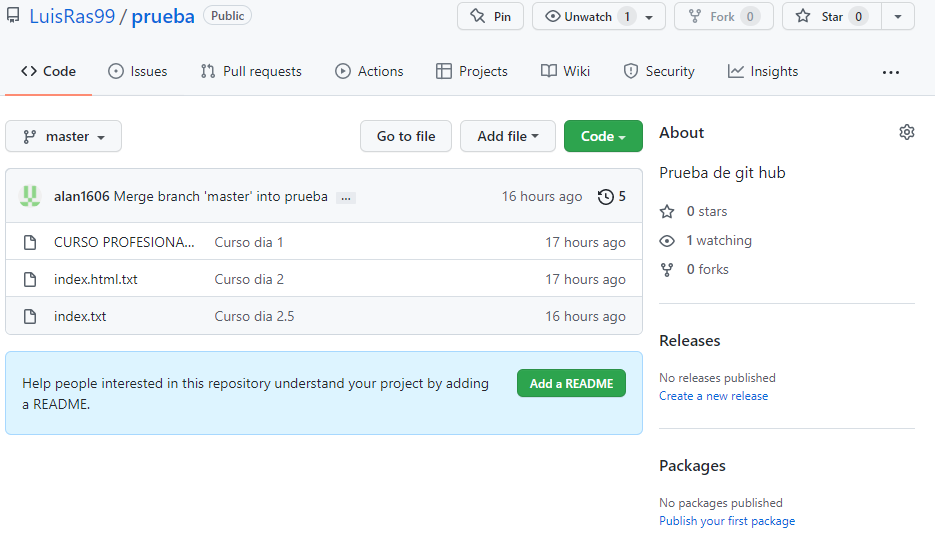 LuisRas99 / prueba Public
Pin
Unwatch 1
Fork 0
Star 0
Code
Issues
Pull requests
Actions
Projects
Wiki
Security
Insights
...
master
Go to file
Add file
Code
alan1606 Merge branch 'master' into prueba ...
16 hours ago
5
CURSO PROFESIONA... Curso dia 1 17 hours ago
index.html.txt Curso dia 2 17 hours ago
index.txt Curso dia 2.5 16 hours ago
Help people interested in this repository understand your project by adding
a README.
Add a README
About
Prueba de git hub
0 stars
1 watching
0 forks
Releases
No releases published
Create a new release
Packages
No packages published
Publish your first package